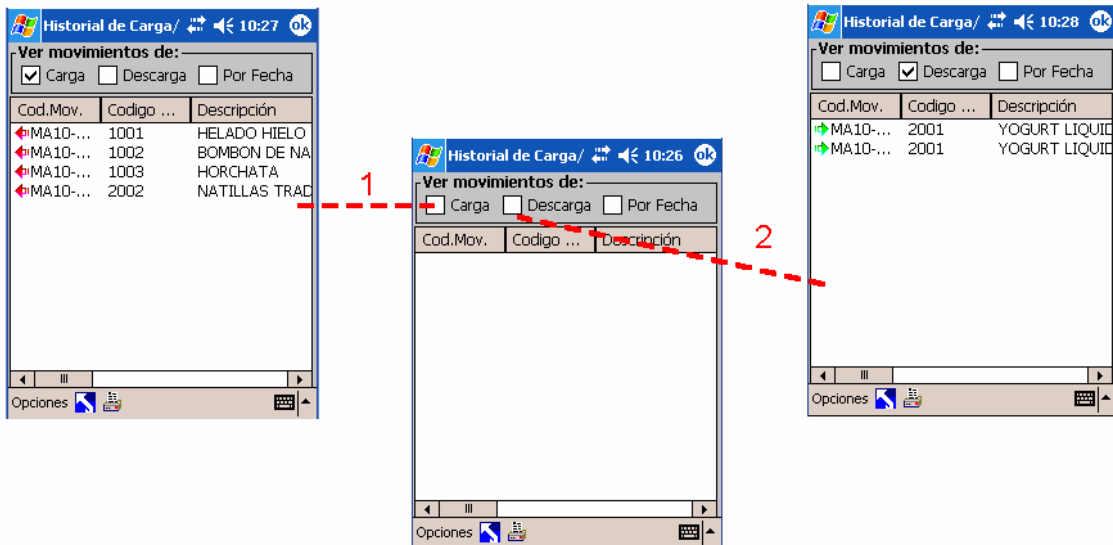 Historial de Carga/ 10:27 ok
Ver movimientos de:
Carga Descarga Por Fecha
Cod.Mov. Codigo ... Descripción
MA10-... 1001 HELADO HIELO
MA10-... 1002 BOMBON DE NA
MA10-... 1003 HORCHATA
MA10-... 2002 NATILLAS TRAD
Opciones
1
Historial de Carga/ 10:26 ok
Ver movimientos de:
Carga Descarga Por Fecha
Cod.Mov. Codigo ... Descripción
Opciones
2
Historial de Carga/ 10:28 ok
Ver movimientos de:
Carga Descarga Por Fecha
Cod.Mov. Codigo ... Descripción
MA10-... 2001 YOGURT LIQUID
MA10-... 2001 YOGURT LIQUID
Opciones